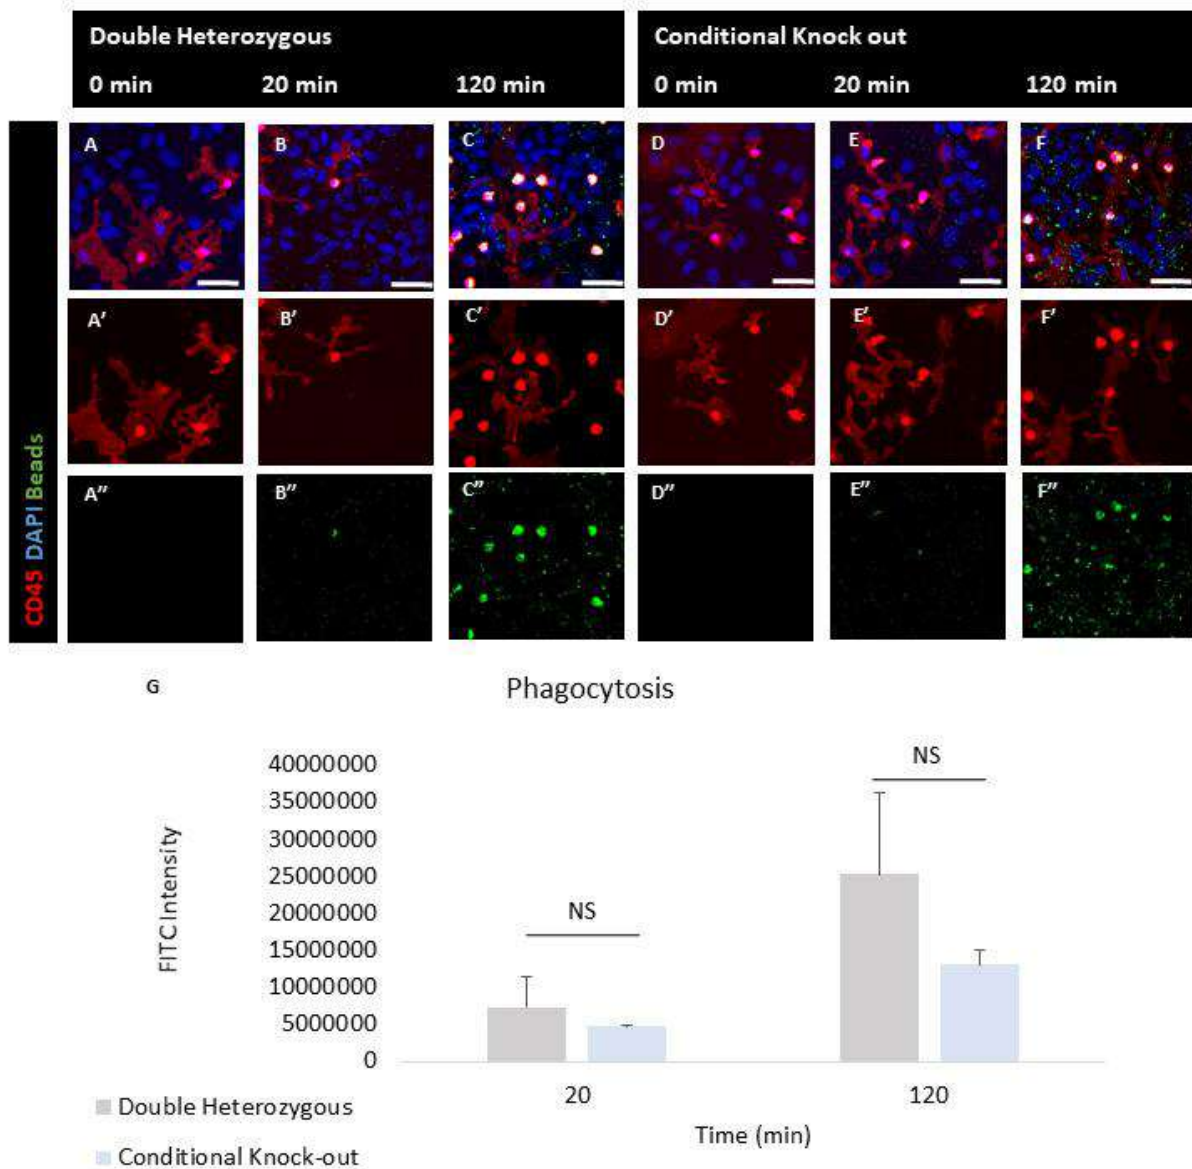 Double Heterozygous
0 min 20 min 120 min
Conditional Knock out
0 min 20 min 120 min
CD45 DAPI Beads
A B C D E F
A’ B’ C’ D’ E’ F’
A” B” C” D” E” F”
G
Phagocytosis
FITC Intensity
40000000
35000000
30000000
25000000
20000000
15000000
10000000
5000000
0
NS
NS
20 120
Time (min)
Double Heterozygous
Conditional Knock-out